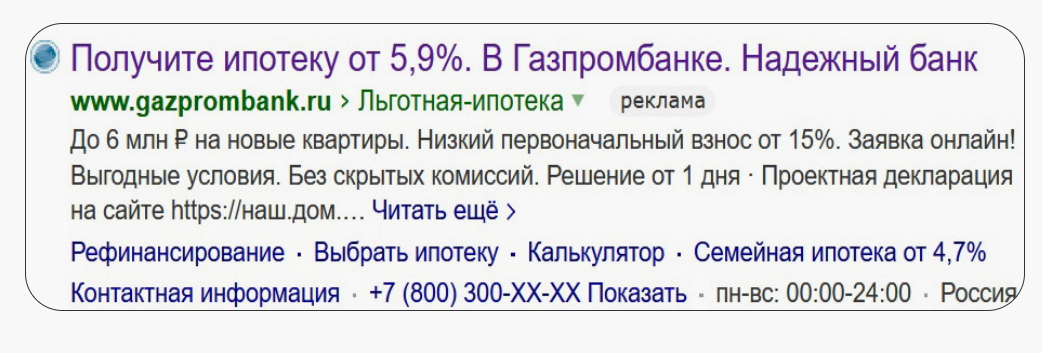 Получите ипотеку от 5,9%. В Газпромбанке. Надежный банк
www.gazprombank.ru › Льготная-ипотека ▼ реклама
До 6 млн ₽ на новые квартиры. Низкий первоначальный взнос от 15%. Заявка онлайн!
Выгодные условия. Без скрытых комиссий. Решение от 1 дня · Проектная декларация
на сайте https://наш.дом.… Читать ещё ›
Рефинансирование · Выбрать ипотеку · Калькулятор · Семейная ипотека от 4,7%
Контактная информация · +7 (800) 300-XX-XX Показать · пн-вс: 00:00-24:00 · Россия